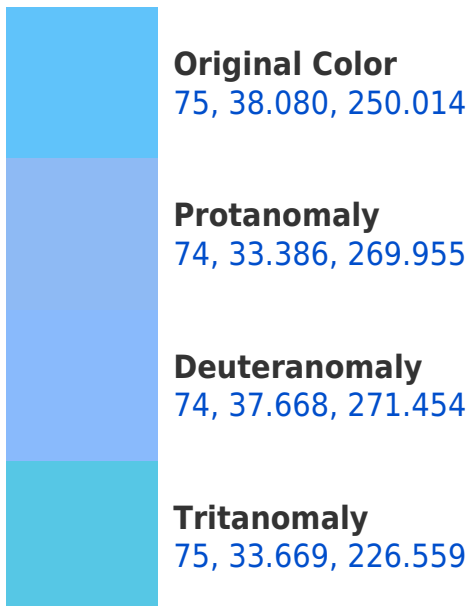 Original Color
75, 38.080, 250.014
Protanomaly
74, 33.386, 269.955
Deuteranomaly
74, 37.668, 271.454
Tritanomaly
75, 33.669, 226.559